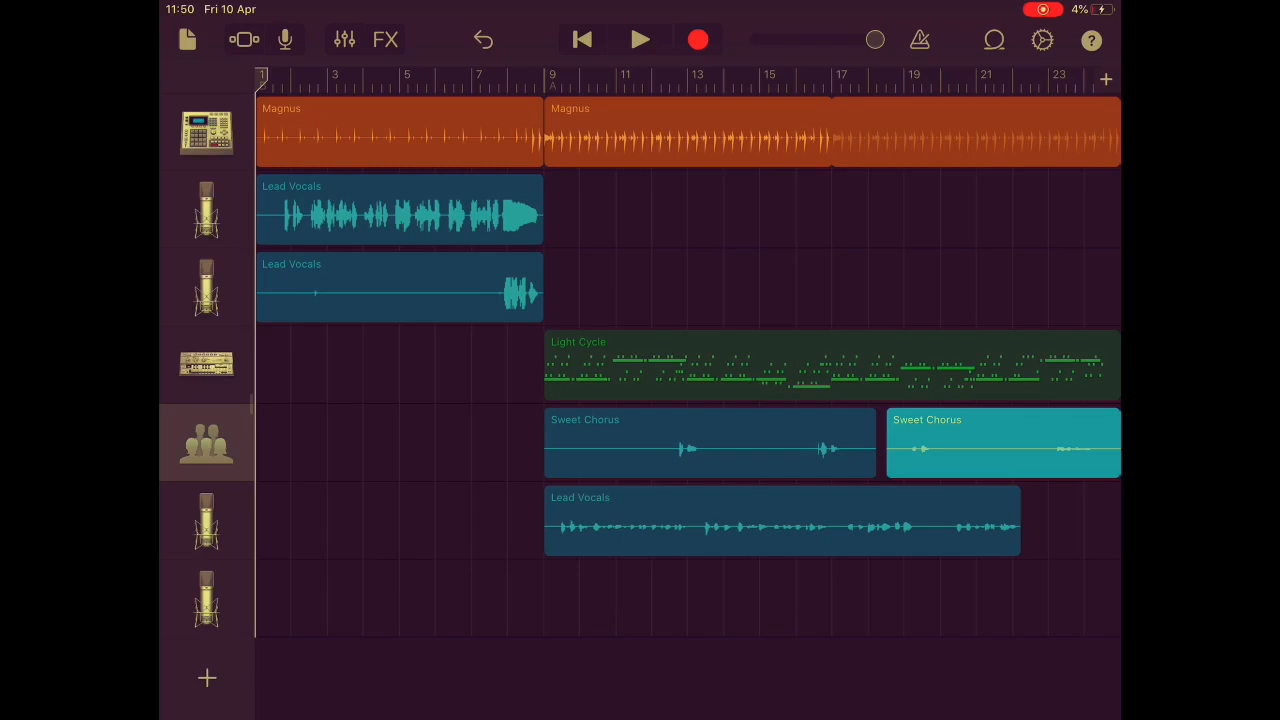 11:50 Fri 10 Apr 4%
FX ?
1 3 5 7 9 11 13 15 17 19 21 23 +
A
Magnus Magnus
Lead Vocals
Lead Vocals
Light Cycle
Sweet Chorus Sweet Chorus
Lead Vocals
+